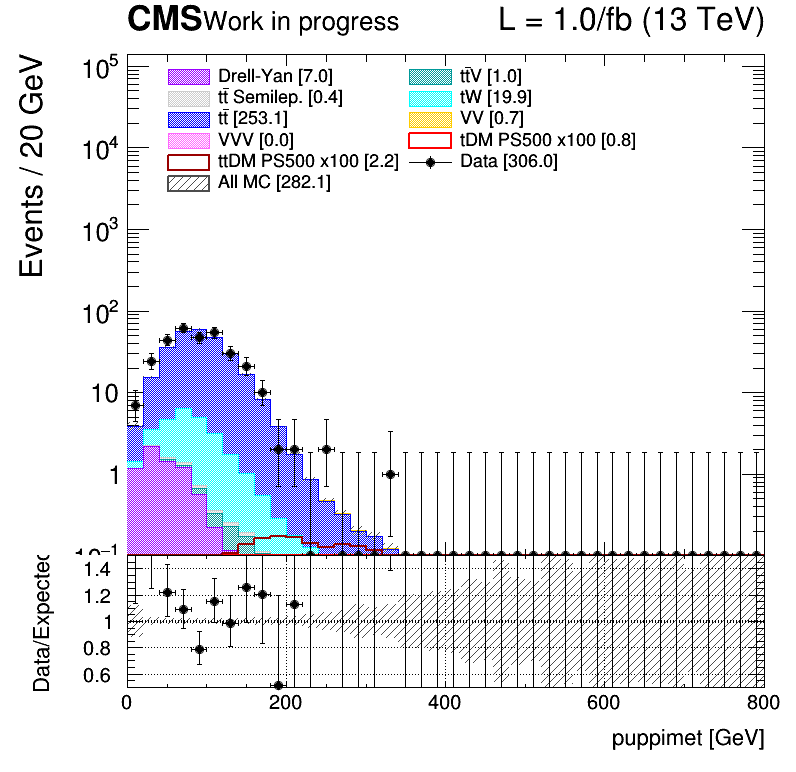 CMS Work in progress L = 1.0/fb (13 TeV)
Events / 20 GeV
10⁵
10⁴
10³
10²
10
1
10⁻¹
Drell-Yan [7.0] tt̄V [1.0]
tt̄ Semilep. [0.4] tW [19.9]
tt̄ [253.1] VV [0.7]
VVV [0.0] tDM PS500 x100 [0.8]
ttDM PS500 x100 [2.2] Data [306.0]
All MC [282.1]
Data/Expected
1.4
1.2
1
0.8
0.6
0 200 400 600 800
puppimet [GeV]